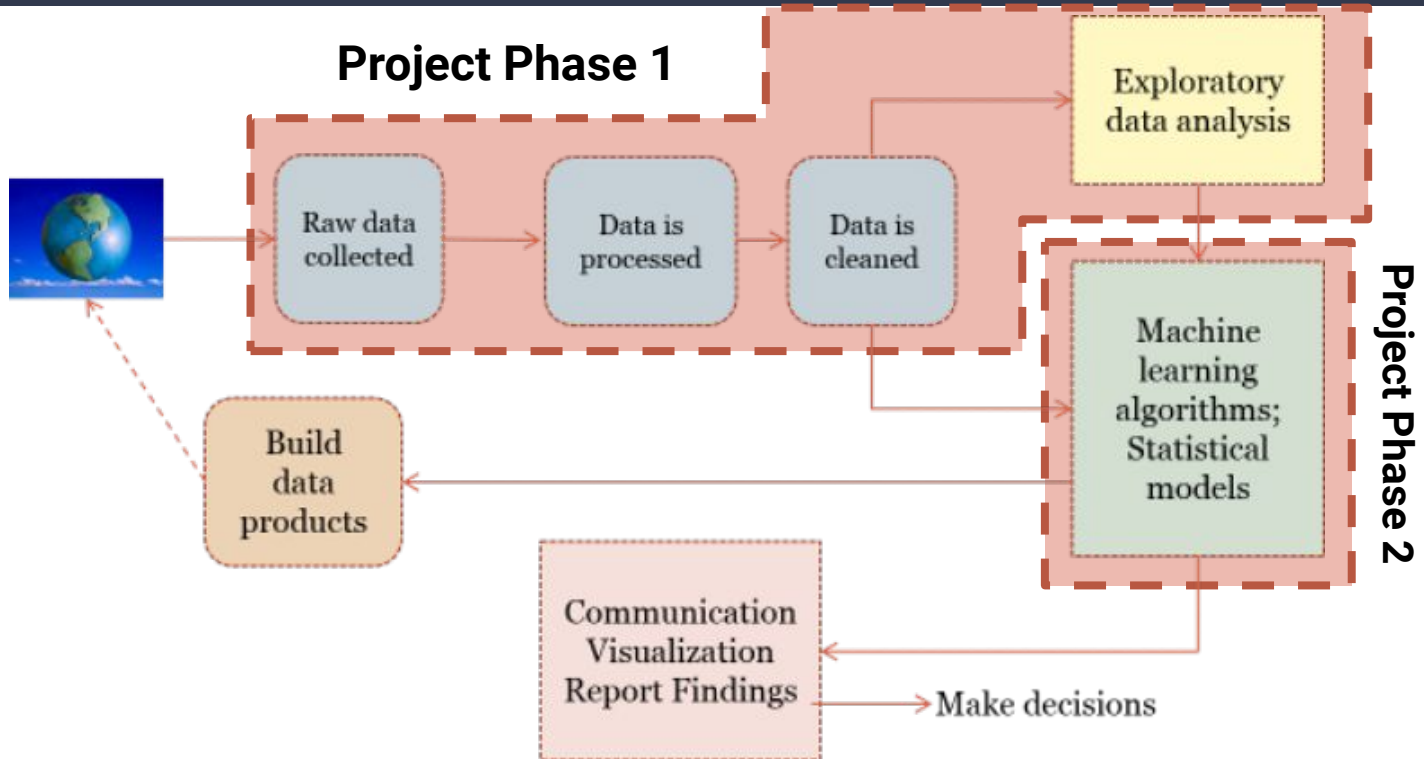 Project Phase 1
Exploratory
data analysis
Raw data
collected
Data is
processed
Data is
cleaned
Machine
learning
algorithms;
Statistical
models
Project Phase 2
Build
data
products
Communication
Visualization
Report Findings
Make decisions